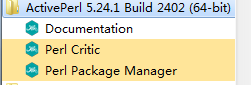 ActivePerl 5.24.1 Build 2402 (64-bit)
Documentation
Perl Critic
Perl Package Manager